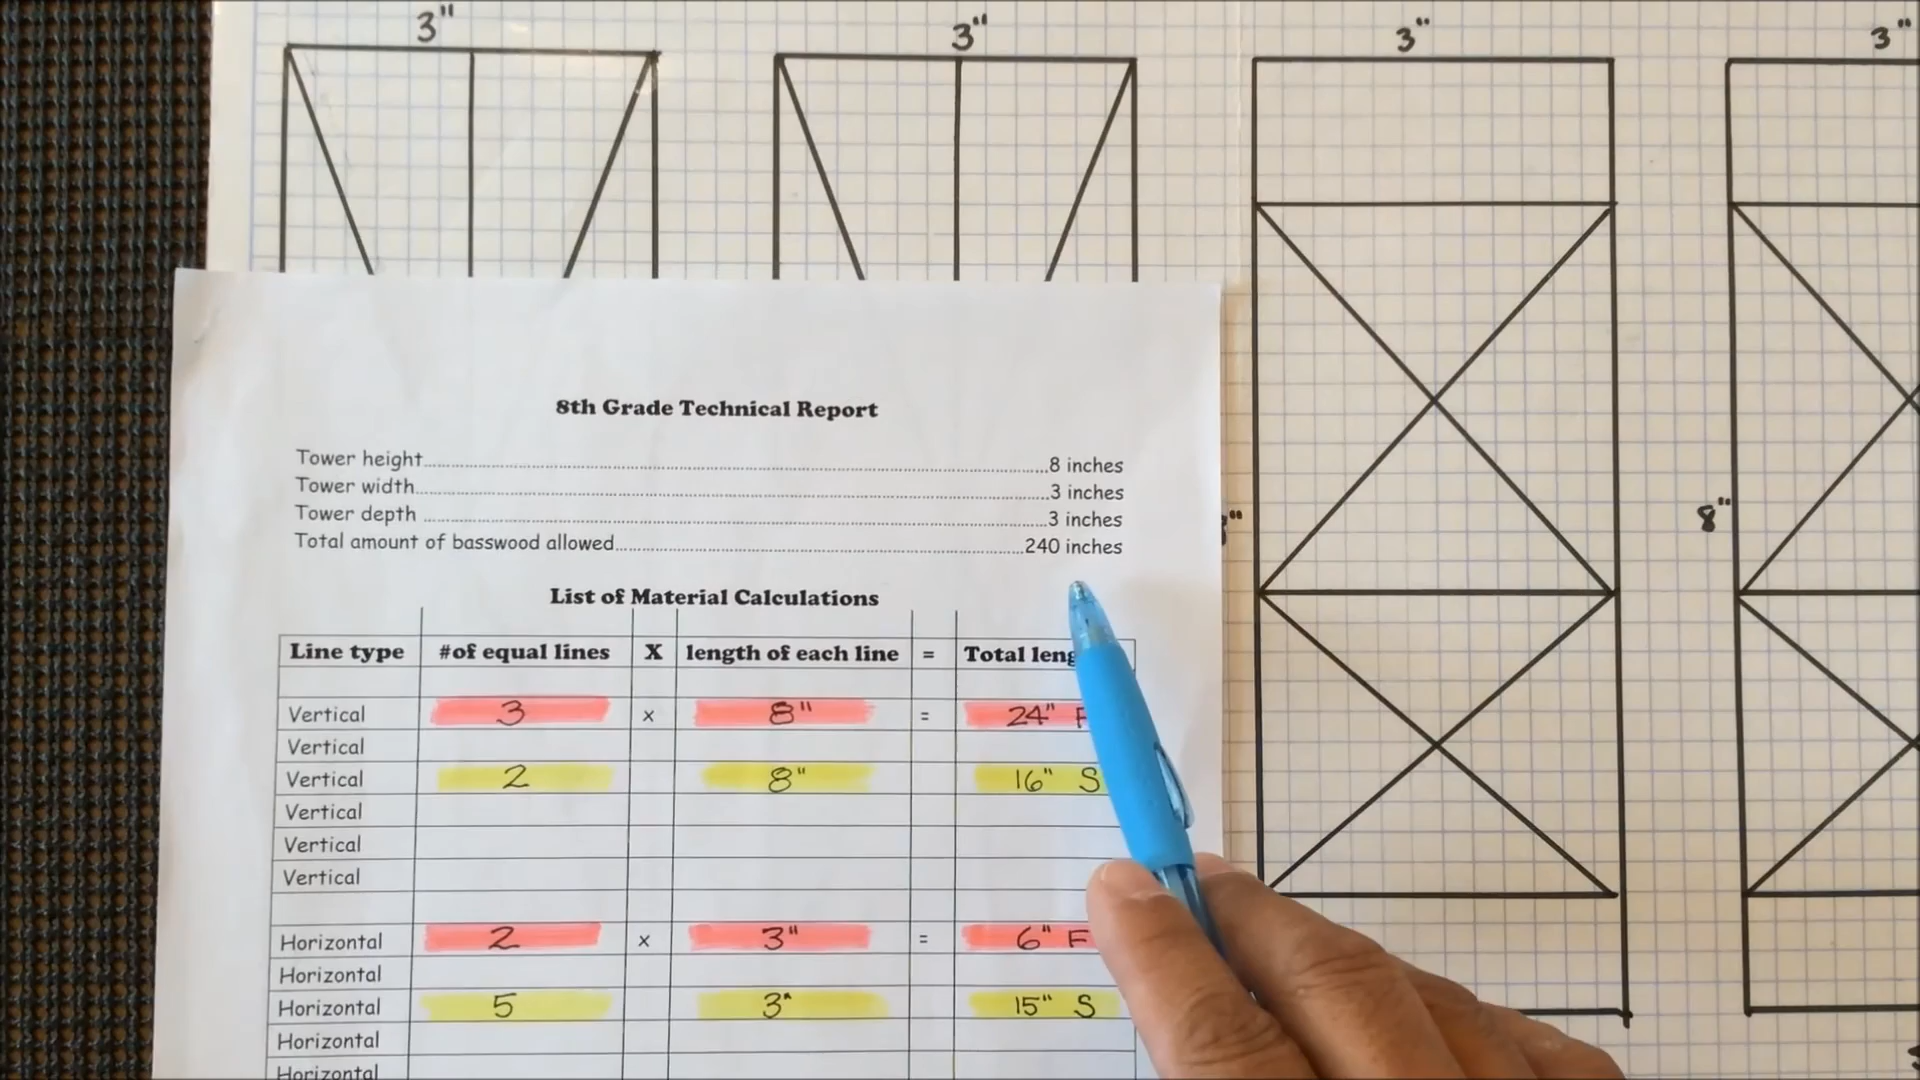 3" 3" 3" 3"
8th Grade Technical Report
Tower height 8 inches
Tower width 3 inches
Tower depth 3 inches
Total amount of basswood allowed 240 inches
8"
List of Material Calculations
Line type #of equal lines X length of each line = Total leng
Vertical 3 x 8" = 24" F
Vertical
Vertical 2 8" 16" S
Vertical
Vertical
Vertical
Horizontal 2 x 3" = 6" F
Horizontal
Horizontal 5 3" 15" S
Horizontal
Horizontal